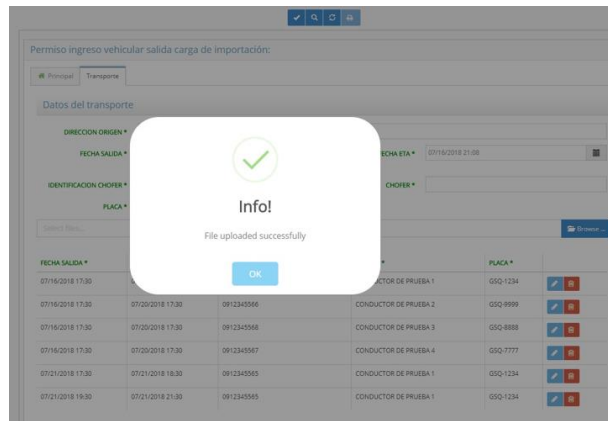 Permiso ingreso vehicular salida carga de importación:
Principal Transporte
Datos del transporte
DIRECCION ORIGEN *
FECHA SALIDA * ECHA ETA * 07/16/2018 21:00
IDENTIFICACION CHOFER * CHOFER *
PLACA *
Info!
File uploaded successfully
OK
Select files... Browse ...
FECHA SALIDA * * PLACA *
07/16/2018 17:30 CTOR DE PRUEBA 1 GSQ-1234
07/16/2018 17:30 07/20/2018 17:30 0912345566 CONDUCTOR DE PRUEBA 2 GSQ-9999
07/16/2018 17:30 07/20/2018 17:30 0912345568 CONDUCTOR DE PRUEBA 3 GSQ-8888
07/16/2018 17:30 07/20/2018 17:30 0912345567 CONDUCTOR DE PRUEBA 4 GSQ-7777
07/21/2018 17:30 07/21/2018 18:30 0912345565 CONDUCTOR DE PRUEBA 1 GSQ-1234
07/21/2018 19:30 07/21/2018 21:30 0912345565 CONDUCTOR DE PRUEBA 1 GSQ-1234